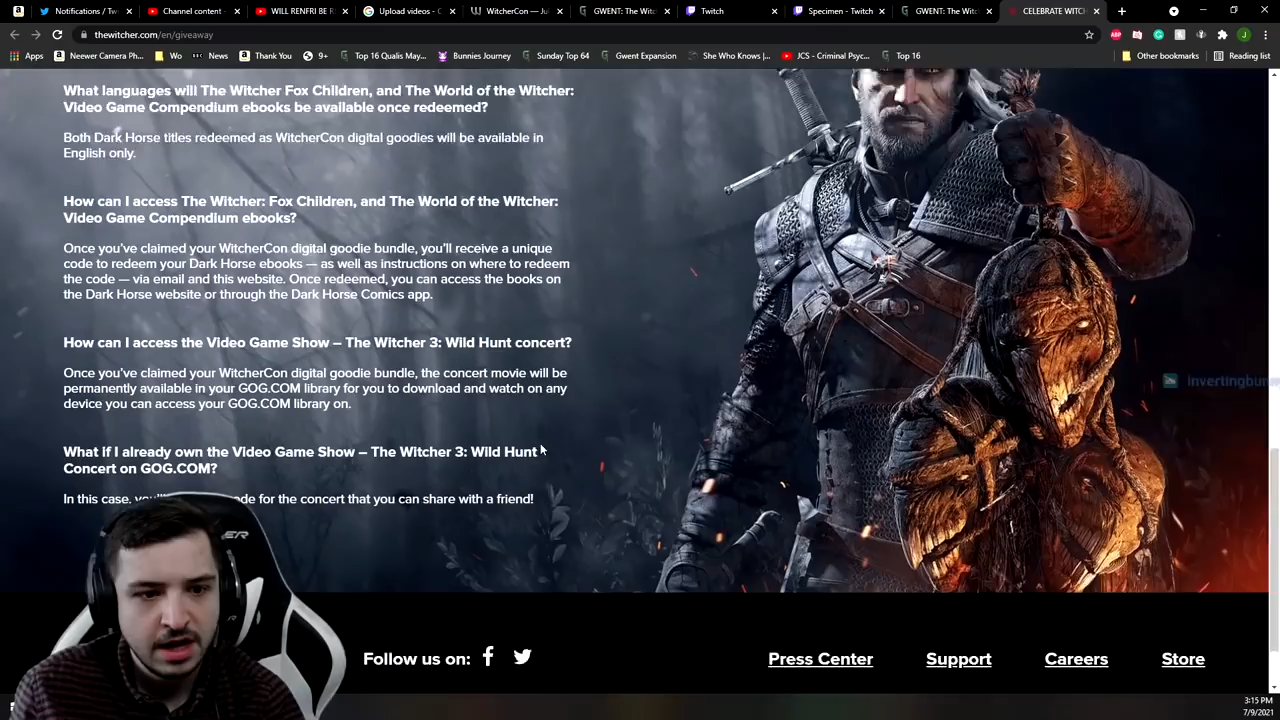 Notifications / Tw
Channel content
WILL RENFRI BE R
Upload videos - G
WitcherCon — Ju
GWENT: The Witc
Twitch
Specimen - Twitch
GWENT: The Witc
CELEBRATE WITCH
thewitcher.com/en/giveaway
Apps
Newer Camera Ph...
Wo
News
Thank You
9+
Top 16 Qualis May...
Bunnies Journey
Sunday Top 64
Gwent Expansion
She Who Knows |...
JCS - Criminal Psyc...
Top 16
Other bookmarks
Reading list
What languages will The Witcher Fox Children, and The World of the Witcher:
Video Game Compendium ebooks be available once redeemed?
Both Dark Horse titles redeemed as WitcherCon digital goodies will be available in
English only.
How can I access The Witcher: Fox Children, and The World of the Witcher:
Video Game Compendium ebooks?
Once you've claimed your WitcherCon digital goodie bundle, you'll receive a unique
code to redeem your Dark Horse ebooks — as well as instructions on where to redeem
the code — via email and this website. Once redeemed, you can access the books on
the Dark Horse website or through the Dark Horse Comics app.
How can I access the Video Game Show – The Witcher 3: Wild Hunt concert?
Once you've claimed your WitcherCon digital goodie bundle, the concert movie will be
permanently available in your GOG.COM library for you to download and watch on any
device you can access your GOG.COM library on.
What if I already own the Video Game Show – The Witcher 3: Wild Hunt
Concert on GOG.COM?
In this case, for the concert that you can share with a friend!
Follow us on:
Press Center
Support
Careers
Store
3:15 PM
7/9/2021